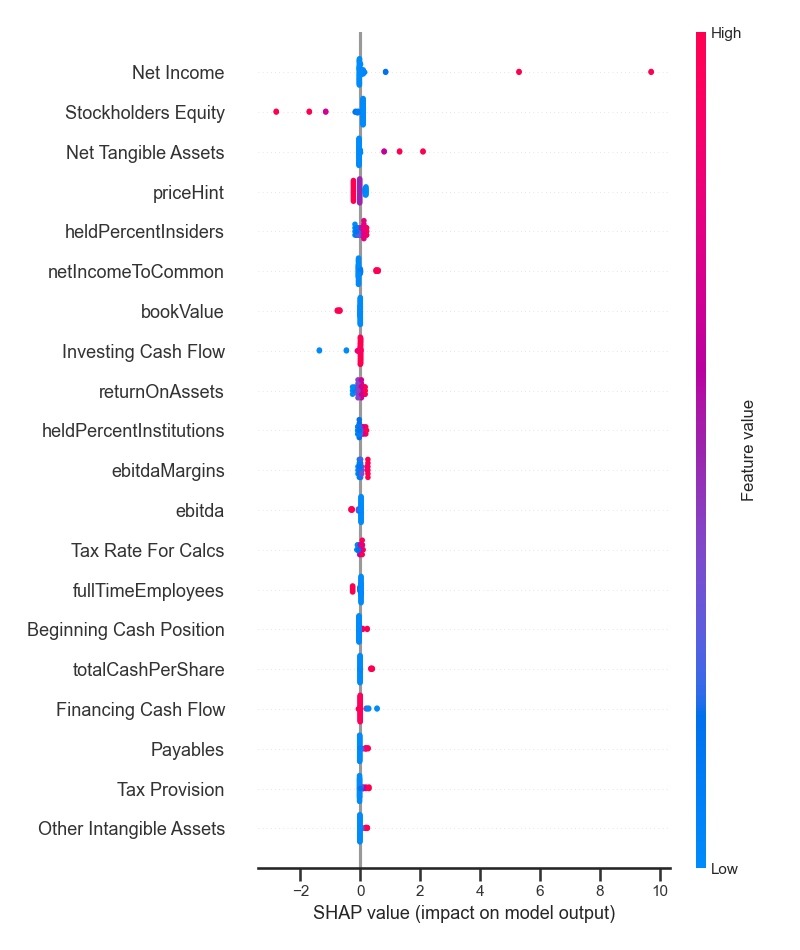 High
Net Income
Stockholders Equity
Net Tangible Assets
priceHint
heldPercentInsiders
netIncomeToCommon
bookValue
Investing Cash Flow
returnOnAssets
heldPercentInstitutions
ebitdaMargins
ebitda
Tax Rate For Calcs
fullTimeEmployees
Beginning Cash Position
totalCashPerShare
Financing Cash Flow
Payables
Tax Provision
Other Intangible Assets
Feature value
Low
−2 0 2 4 6 8 10
SHAP value (impact on model output)